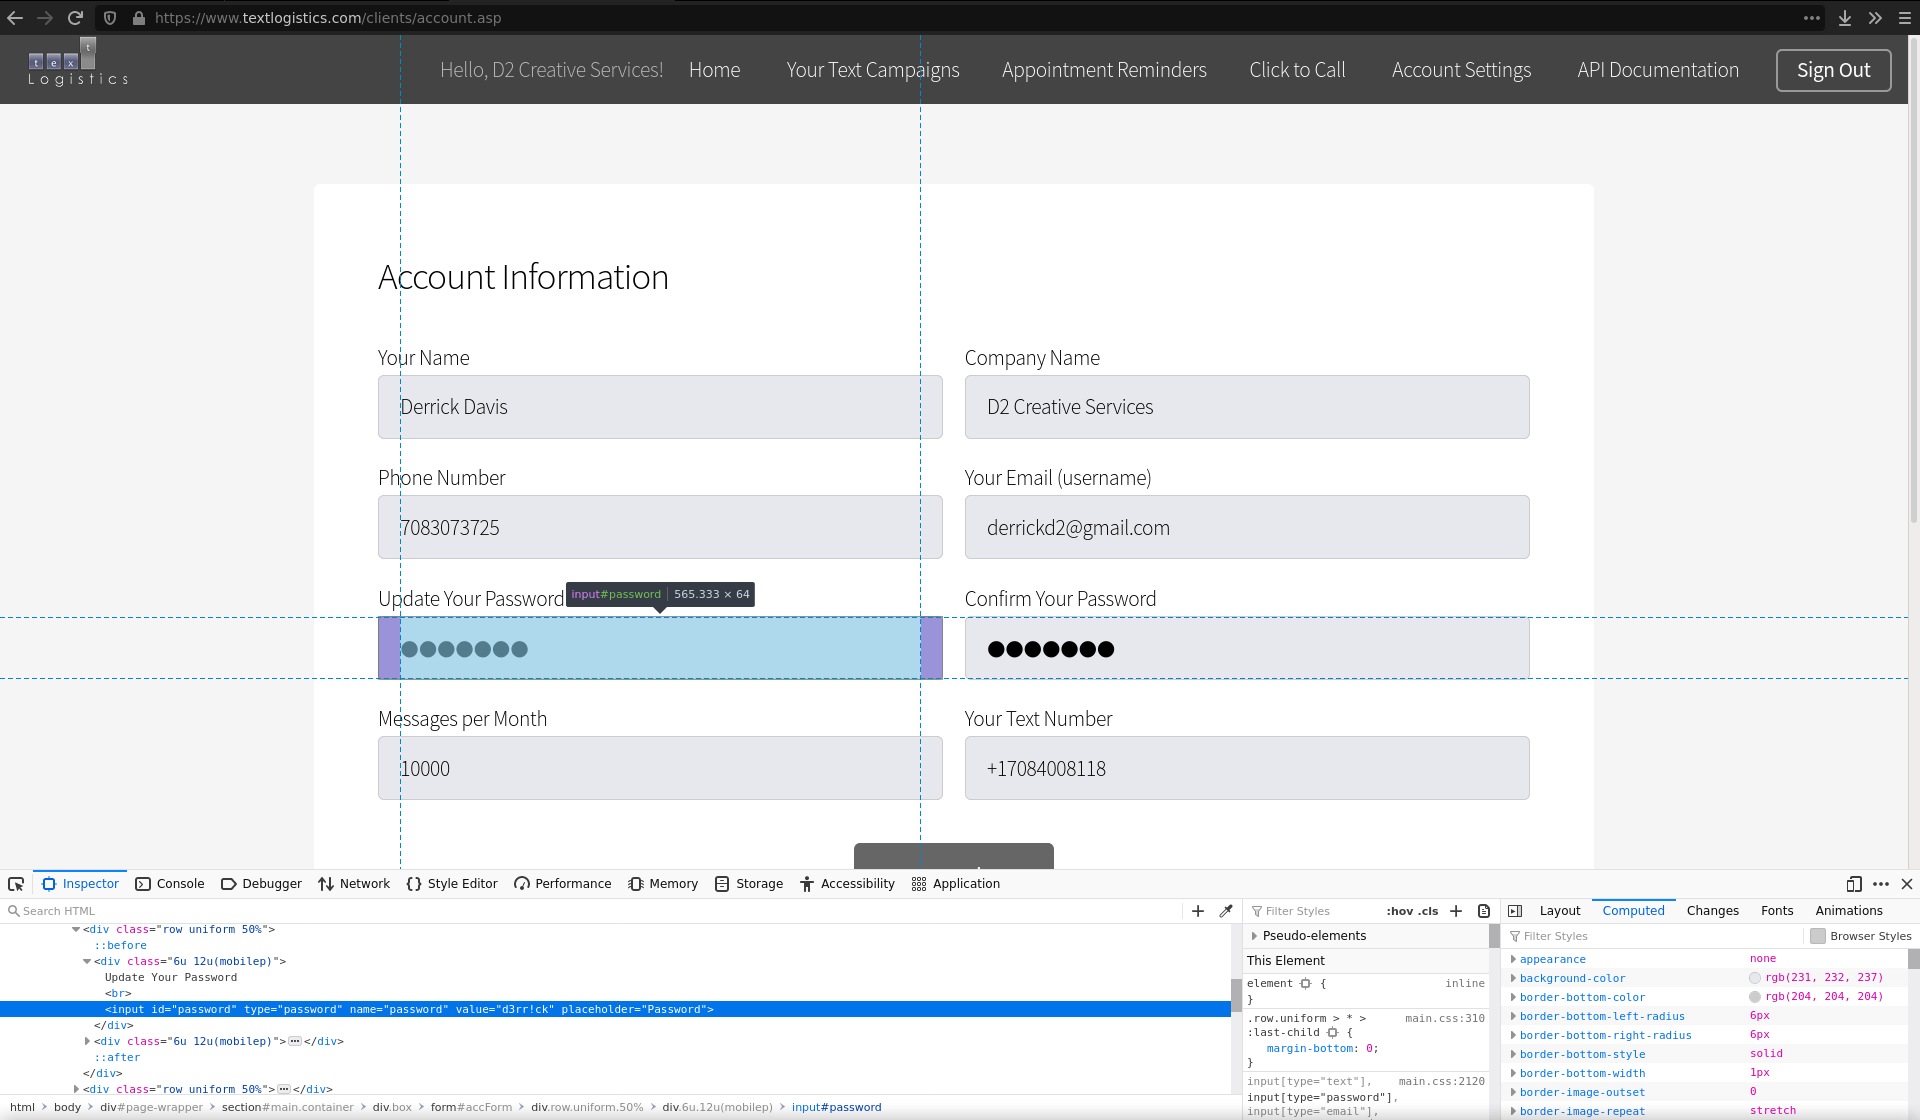 https://www.textlogistics.com/clients/account.asp
text
Logistics
Hello, D2 Creative Services!
Home
Your Text Campaigns
Appointment Reminders
Click to Call
Account Settings
API Documentation
Sign Out
Account Information
Your Name
Company Name
Derrick Davis
D2 Creative Services
Phone Number
Your Email (username)
7083073725
derrickd2@gmail.com
Update Your Password
input#password 565.333 × 64
Confirm Your Password
●●●●●●●
●●●●●●●
Messages per Month
Your Text Number
10000
+17084008118
Inspector
Console
Debugger
Network
Style Editor
Performance
Memory
Storage
Accessibility
Application
Search HTML
<div class="row uniform 50%">
::before
<div class="6u 12u(mobilep)">
Update Your Password
<br>
<input id="password" type="password" name="password" value="d3rr!ck" placeholder="Password">
</div>
<div class="6u 12u(mobilep)">⋯</div>
::after
</div>
<div class="row uniform 50%">⋯</div>
html > body > div#page-wrapper > section#main.container > div.box > form#accForm > div.row.uniform.50% > div.6u.12u(mobilep) > input#password
Filter Styles
:hov .cls
Pseudo-elements
This Element
element { inline
}
.row.uniform > * > main.css:310
:last-child {
margin-bottom: 0;
}
input[type="text"], main.css:2120
input[type="password"],
input[type="email"],
Layout
Computed
Changes
Fonts
Animations
Filter Styles
Browser Styles
appearance none
background-color rgb(231, 232, 237)
border-bottom-color rgb(204, 204, 204)
border-bottom-left-radius 6px
border-bottom-right-radius 6px
border-bottom-style solid
border-bottom-width 1px
border-image-outset 0
border-image-repeat stretch